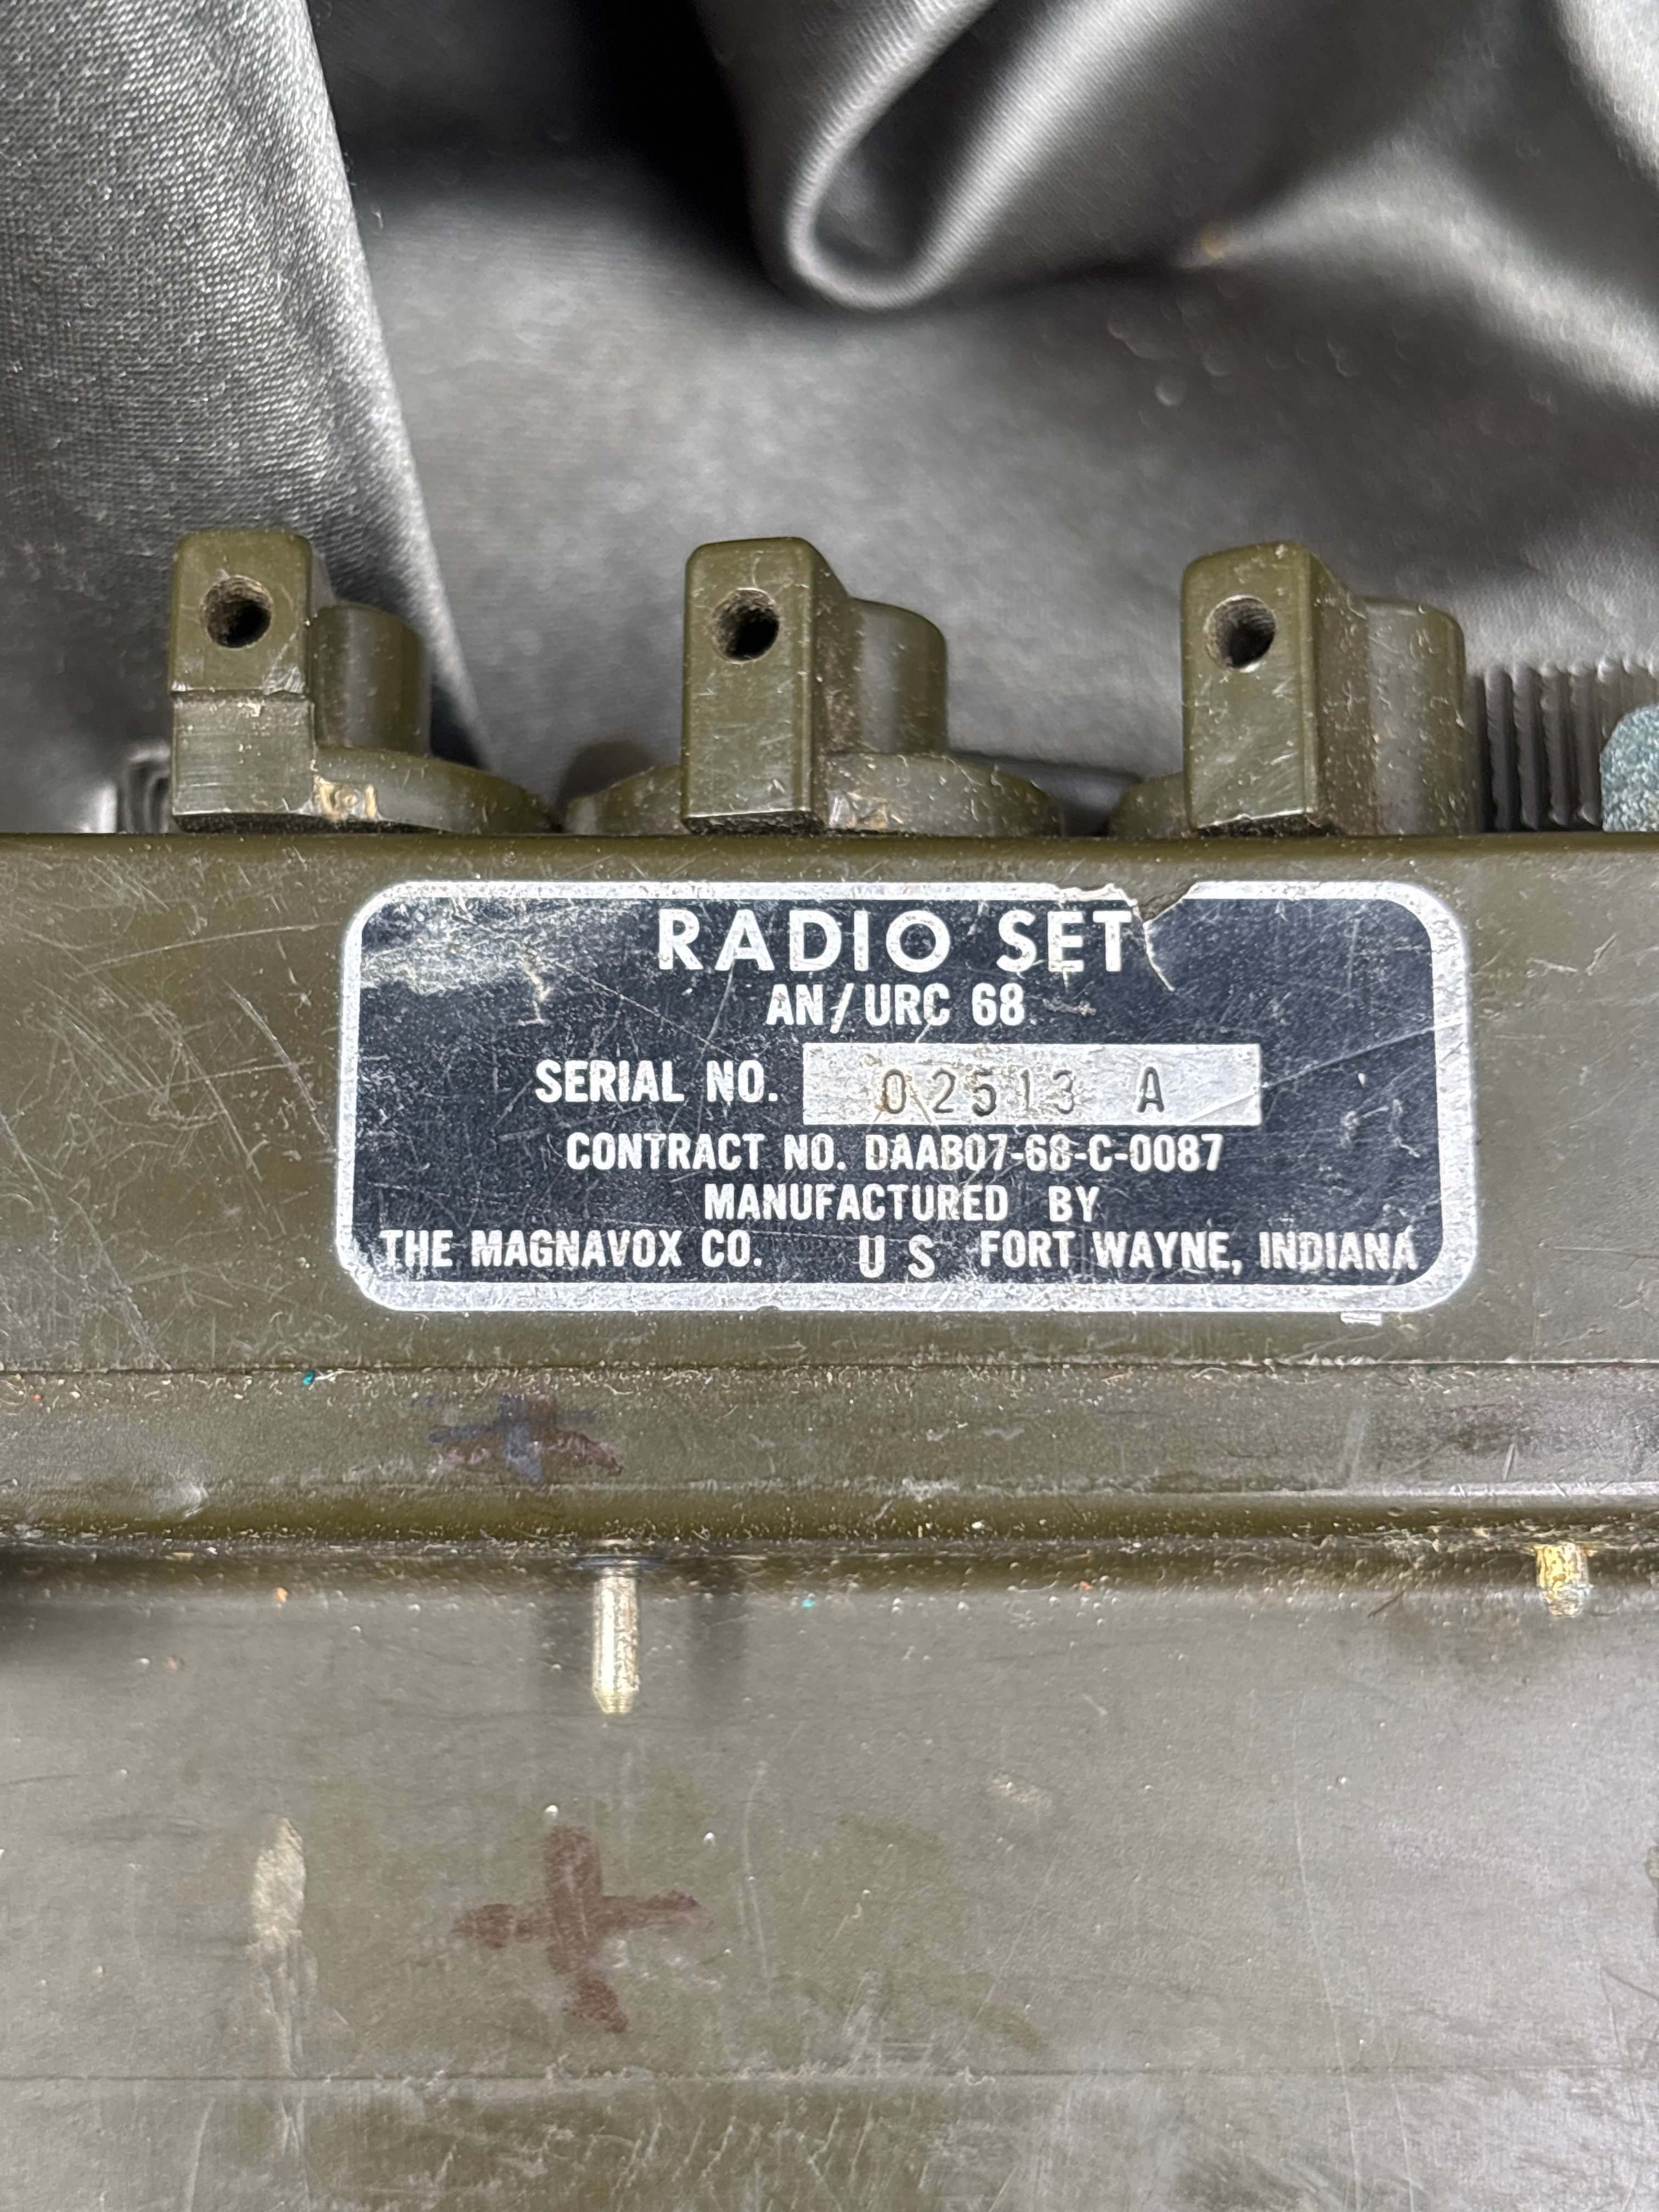 RADIO SET
AN/URC 68
SERIAL NO. 02513 A
CONTRACT NO. DAAB07-68-C-0087
MANUFACTURED BY
THE MAGNAVOX CO. U S FORT WAYNE, INDIANA